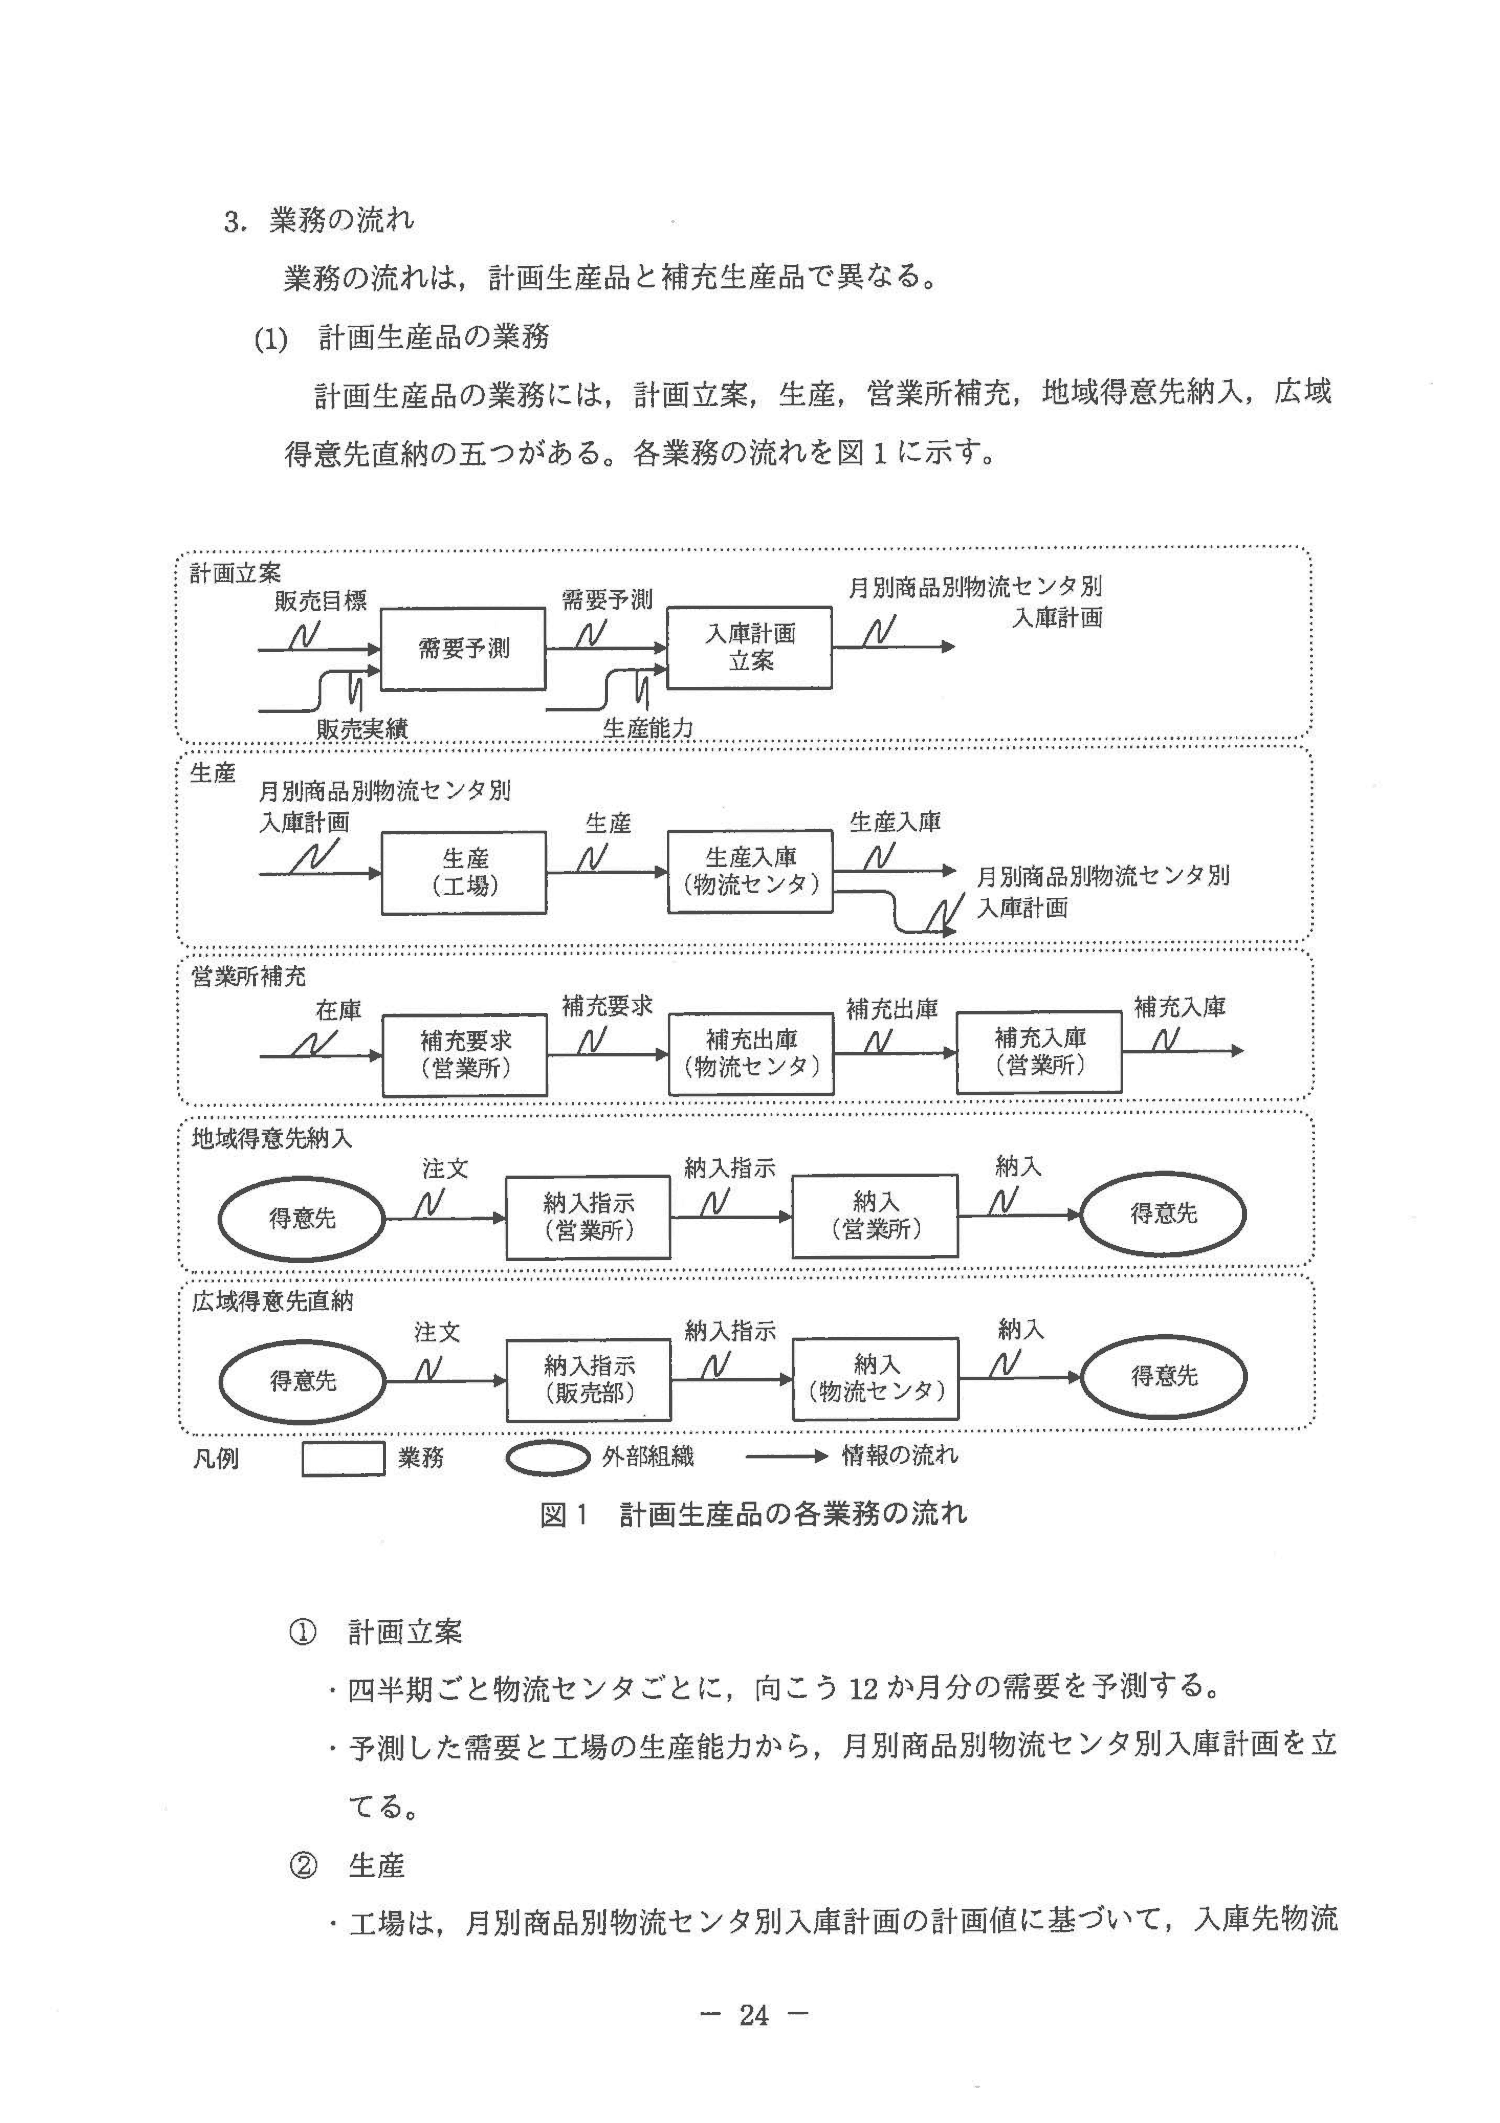 3. 業務の流れ
業務の流れは，計画生産品と補充生産品で異なる。
(1) 計画生産品の業務
計画生産品の業務には，計画立案，生産，営業所補充，地域得意先納入，広域
得意先直納の五つがある。各業務の流れを図1に示す。
計画立案
販売目標
需要予測
需要予測
入庫計画
立案
月別商品別物流センタ別
入庫計画
販売実績
生産能力
生産
月別商品別物流センタ別
入庫計画
生産
（工場）
生産
生産入庫
（物流センタ）
生産入庫
月別商品別物流センタ別
入庫計画
営業所補充
在庫
補充要求
（営業所）
補充要求
補充出庫
（物流センタ）
補充出庫
補充入庫
（営業所）
補充入庫
地域得意先納入
得意先
注文
納入指示
（営業所）
納入指示
納入
（営業所）
納入
得意先
広域得意先直納
得意先
注文
納入指示
（販売部）
納入指示
納入
（物流センタ）
納入
得意先
凡例 業務 外部組織 情報の流れ
図1 計画生産品の各業務の流れ
① 計画立案
・四半期ごと物流センタごとに，向こう12か月分の需要を予測する。
・予測した需要と工場の生産能力から，月別商品別物流センタ別入庫計画を立
てる。
② 生産
・工場は，月別商品別物流センタ別入庫計画の計画値に基づいて，入庫先物流
－ 24 －